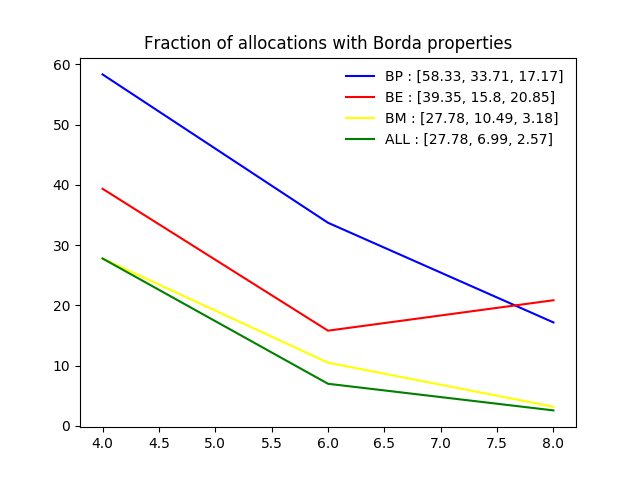 Fraction of allocations with Borda properties
BP : [58.33, 33.71, 17.17]
BE : [39.35, 15.8, 20.85]
BM : [27.78, 10.49, 3.18]
ALL : [27.78, 6.99, 2.57]
60
50
40
30
20
10
0
4.0 4.5 5.0 5.5 6.0 6.5 7.0 7.5 8.0